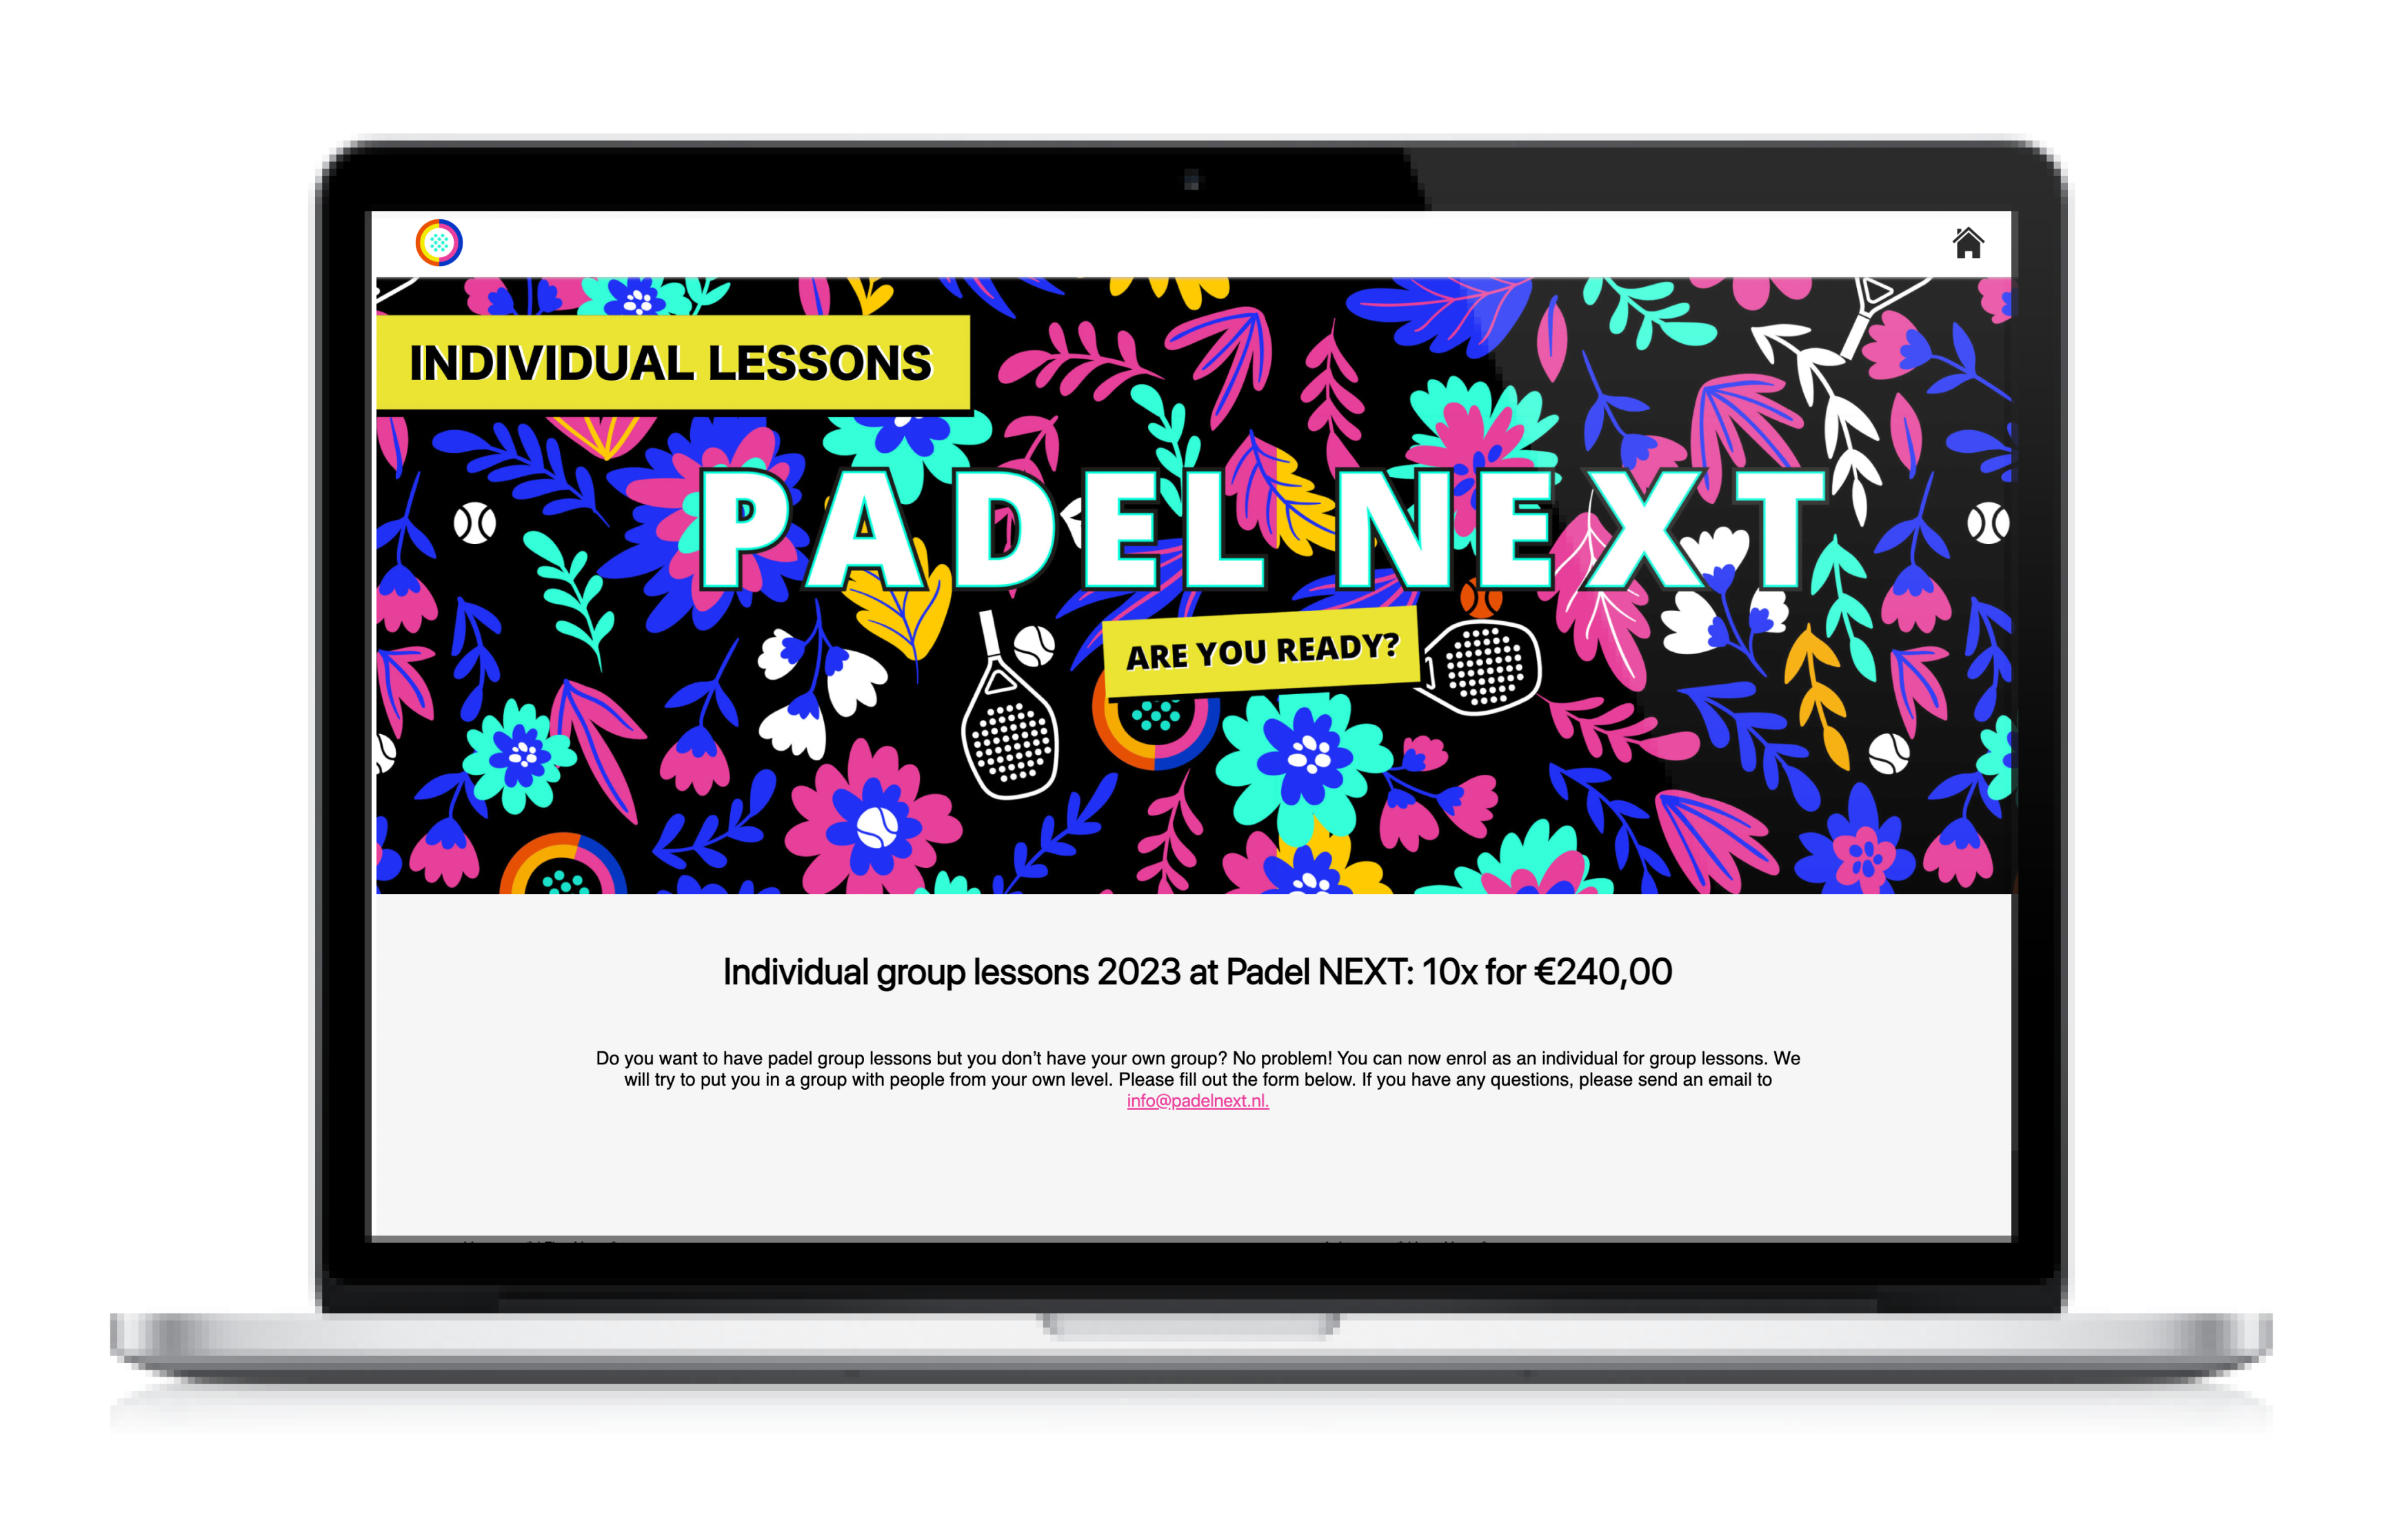 INDIVIDUAL LESSONS
PADEL NEXT
ARE YOU READY?
Individual group lessons 2023 at Padel NEXT: 10x for €240,00
Do you want to have padel group lessons but you don’t have your own group? No problem! You can now enrol as an individual for group lessons. We
will try to put you in a group with people from your own level. Please fill out the form below. If you have any questions, please send an email to
info@padelnext.nl.